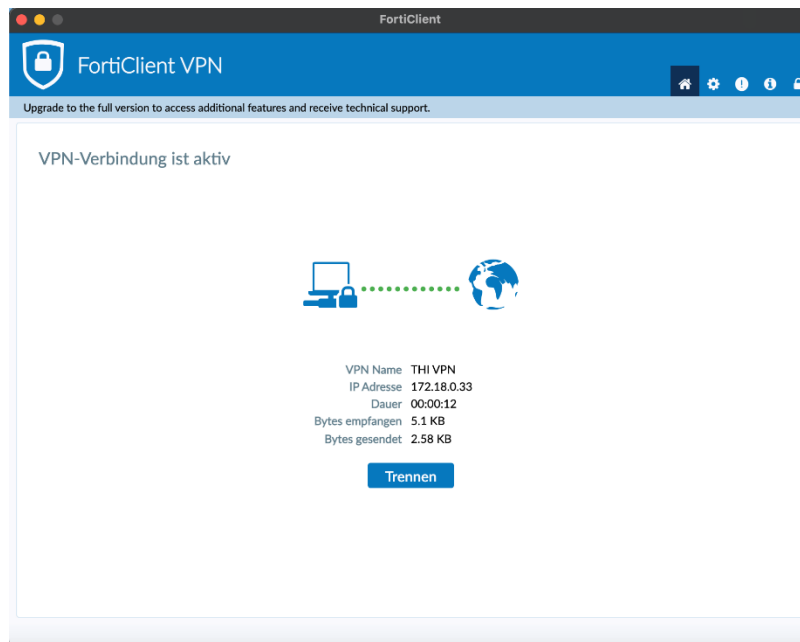 FortiClient
FortiClient VPN
Upgrade to the full version to access additional features and receive technical support.
VPN-Verbindung ist aktiv
VPN Name THI VPN
IP Adresse 172.18.0.33
Dauer 00:00:12
Bytes empfangen 5.1 KB
Bytes gesendet 2.58 KB
Trennen